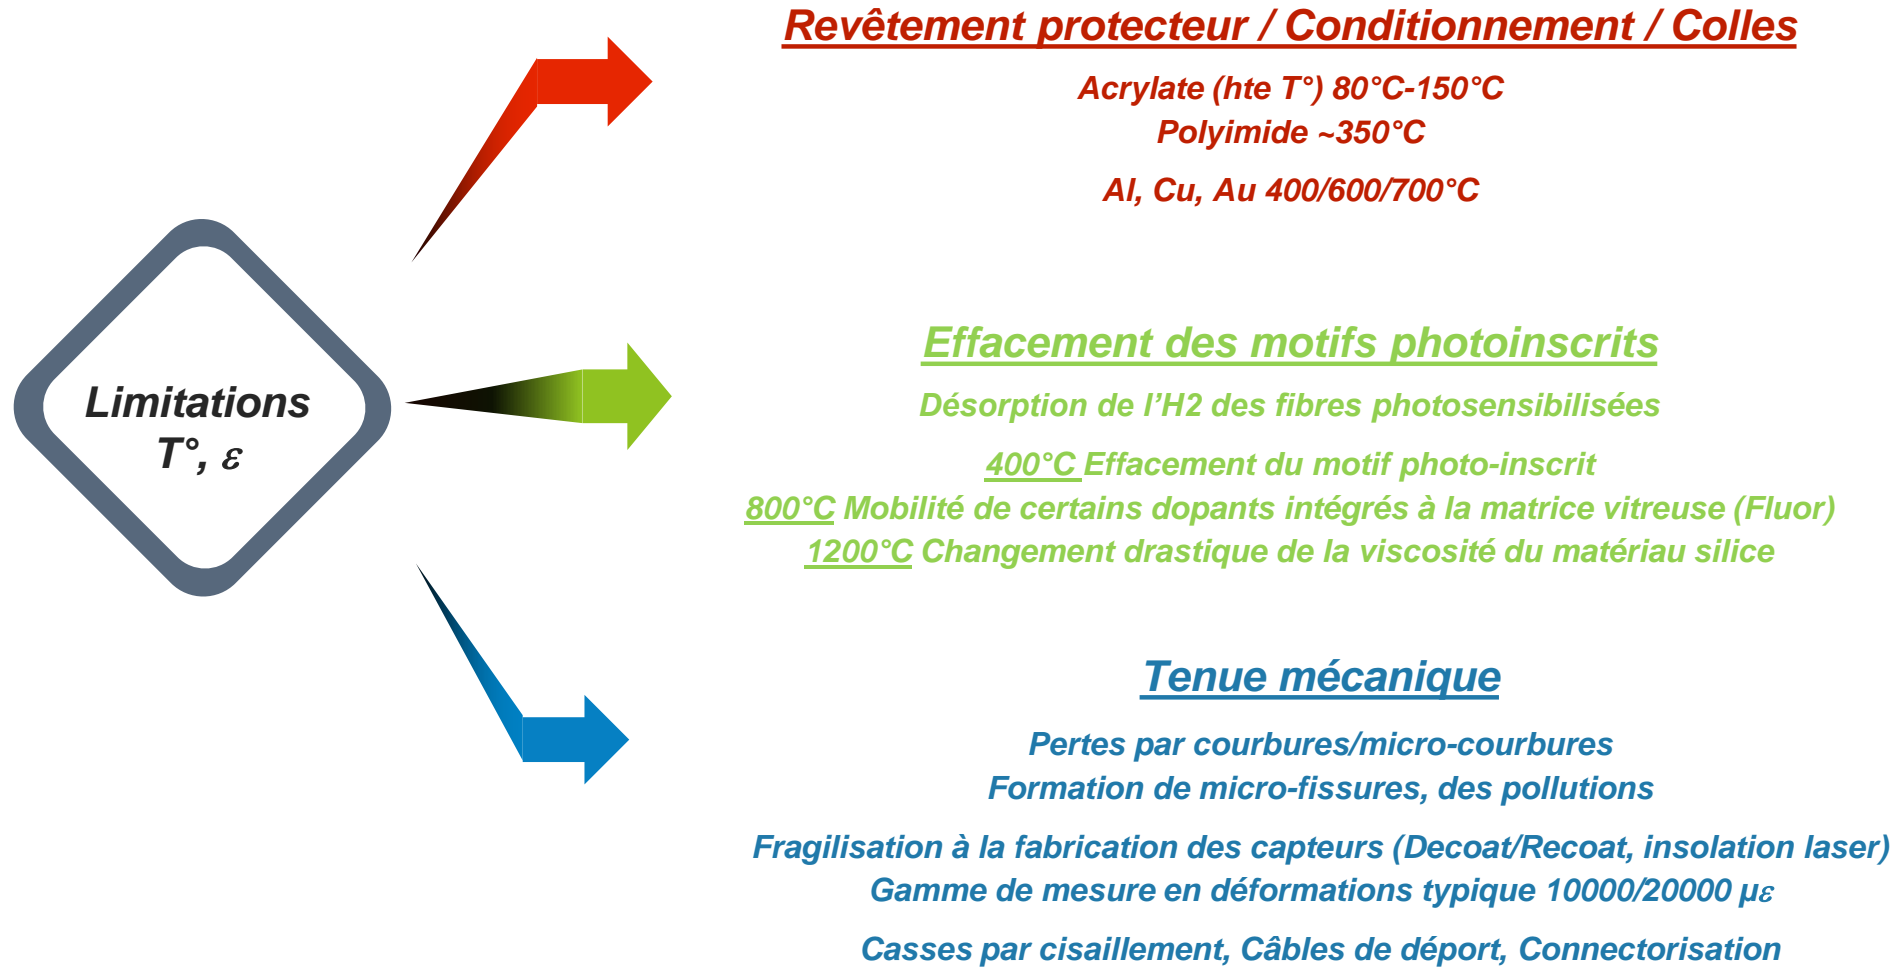 Revêtement protecteur / Conditionnement / Colles
Acrylate (hte T°) 80°C-150°C
Polyimide ~350°C
Al, Cu, Au 400/600/700°C
Limitations
T°, ε
Effacement des motifs photoinscrits
Désorption de l'H2 des fibres photosensibilisées
400°C Effacement du motif photo-inscrit
800°C Mobilité de certains dopants intégrés à la matrice vitreuse (Fluor)
1200°C Changement drastique de la viscosité du matériau silice
Tenue mécanique
Pertes par courbures/micro-courbures
Formation de micro-fissures, des pollutions
Fragilisation à la fabrication des capteurs (Decoat/Recoat, insolation laser)
Gamme de mesure en déformations typique 10000/20000 µε
Casses par cisaillement, Câbles de déport, Connectorisation